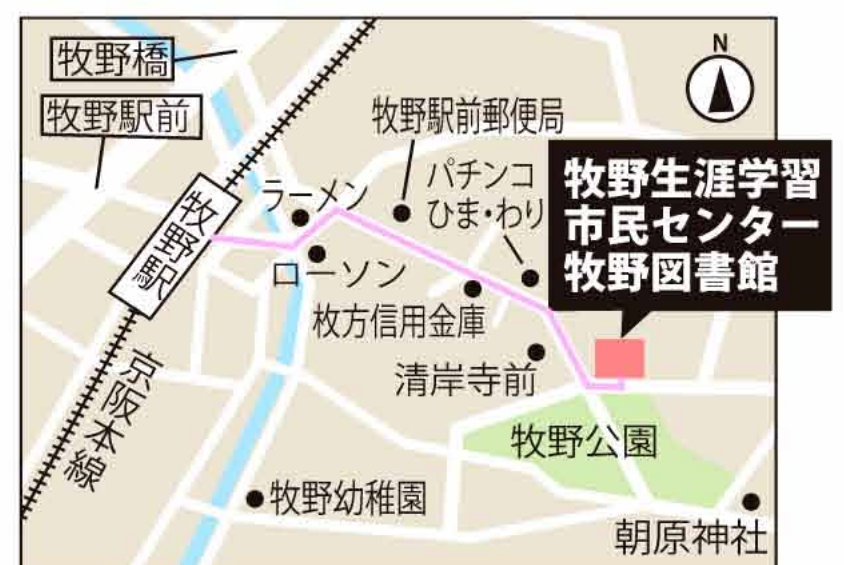 牧野橋
N
牧野駅前
牧野駅前郵便局
パチンコ
ひま・わり
牧野生涯学習
市民センター
牧野図書館
ラーメン
牧野駅
ローソン
枚方信用金庫
清岸寺前
京阪本線
牧野公園
牧野幼稚園
朝原神社